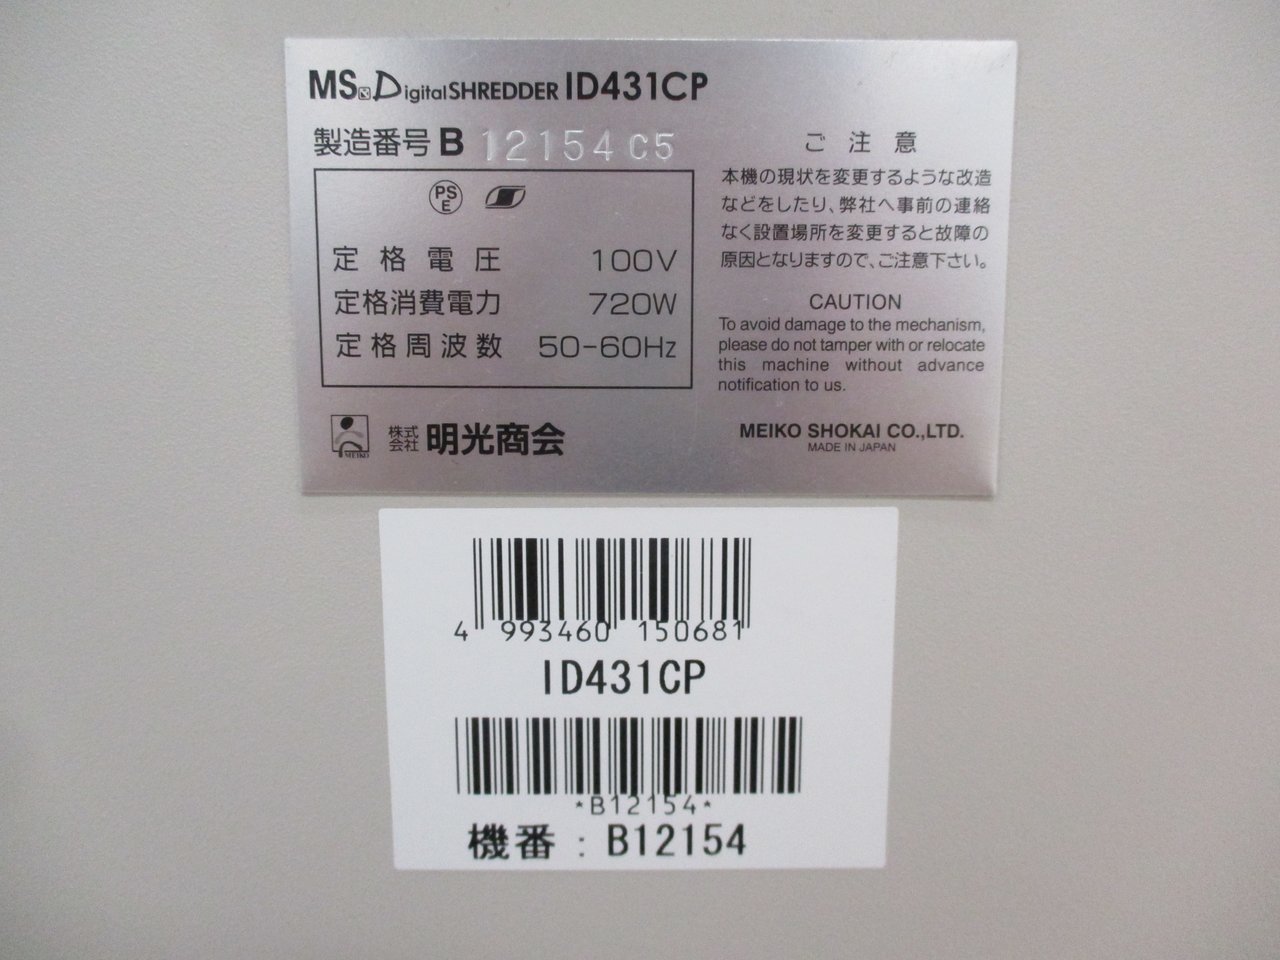 MS DigitalSHREDDER ID431CP
製造番号 B 12154 C5
PS
E
定格電圧 100V
定格消費電力 720W
定格周波数 50-60Hz
MEIKO
株式会社 明光商会
ご注意
本機の現状を変更するような改造
などをしたり、弊社へ事前の連絡
なく設置場所を変更すると故障の
原因となりますので、ご注意下さい。
CAUTION
To avoid damage to the mechanism,
please do not tamper with or relocate
this machine without advance
notification to us.
MEIKO SHOKAI CO.,LTD.
MADE IN JAPAN
4 993460 150681
ID431CP
*B12154*
機番 : B12154